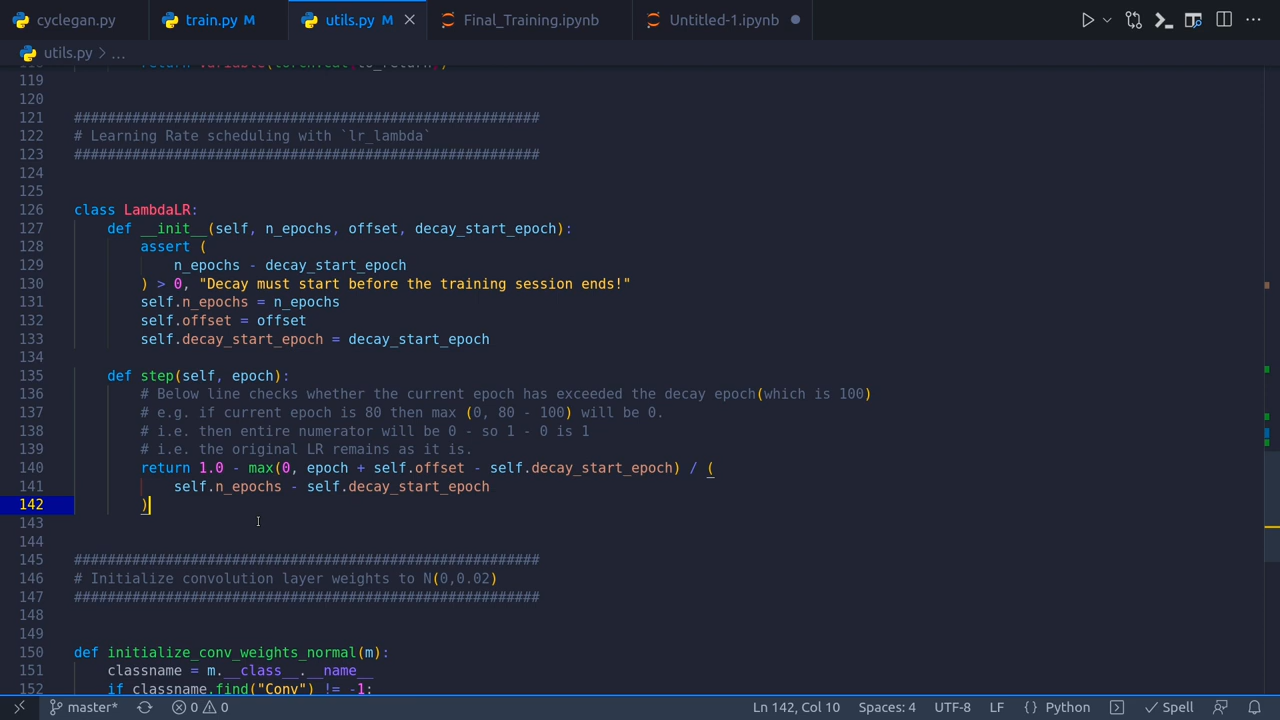 cyclegan.py train.py M utils.py M Final_Training.ipynb Untitled-1.ipynb
utils.py > ...
119
120
121 ########################################################
122 # Learning Rate scheduling with `lr_lambda`
123 ########################################################
124
125
126 class LambdaLR:
127 def __init__(self, n_epochs, offset, decay_start_epoch):
128 assert (
129 n_epochs - decay_start_epoch
130 ) > 0, "Decay must start before the training session ends!"
131 self.n_epochs = n_epochs
132 self.offset = offset
133 self.decay_start_epoch = decay_start_epoch
134
135 def step(self, epoch):
136 # Below line checks whether the current epoch has exceeded the decay epoch(which is 100)
137 # e.g. if current epoch is 80 then max (0, 80 - 100) will be 0.
138 # i.e. then entire numerator will be 0 - so 1 - 0 is 1
139 # i.e. the original LR remains as it is.
140 return 1.0 - max(0, epoch + self.offset - self.decay_start_epoch) / (
141 self.n_epochs - self.decay_start_epoch
142 )
143
144
145 ########################################################
146 # Initialize convolution layer weights to N(0,0.02)
147 ########################################################
148
149
150 def initialize_conv_weights_normal(m):
151 classname = m.__class__.__name__
152 if classname.find("Conv") != -1:
master* 0 0 Ln 142, Col 10 Spaces: 4 UTF-8 LF {} Python Spell